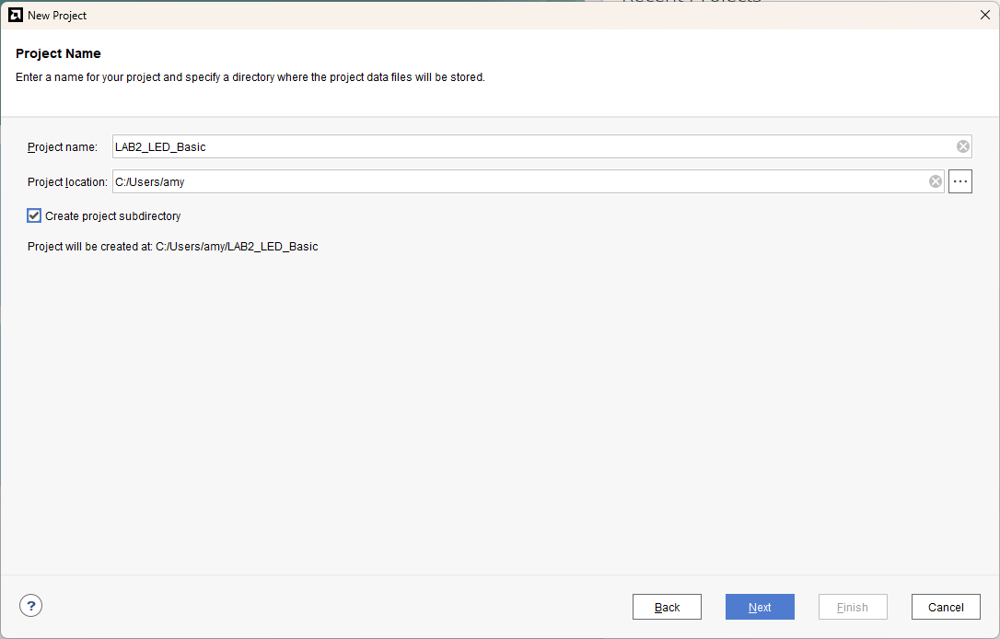 Recent Projects
New Project
Project Name
Enter a name for your project and specify a directory where the project data files will be stored.
Project name: LAB2_LED_Basic
Project location: C:/Users/amy ...
Create project subdirectory
Project will be created at: C:/Users/amy/LAB2_LED_Basic
? Back Next Finish Cancel